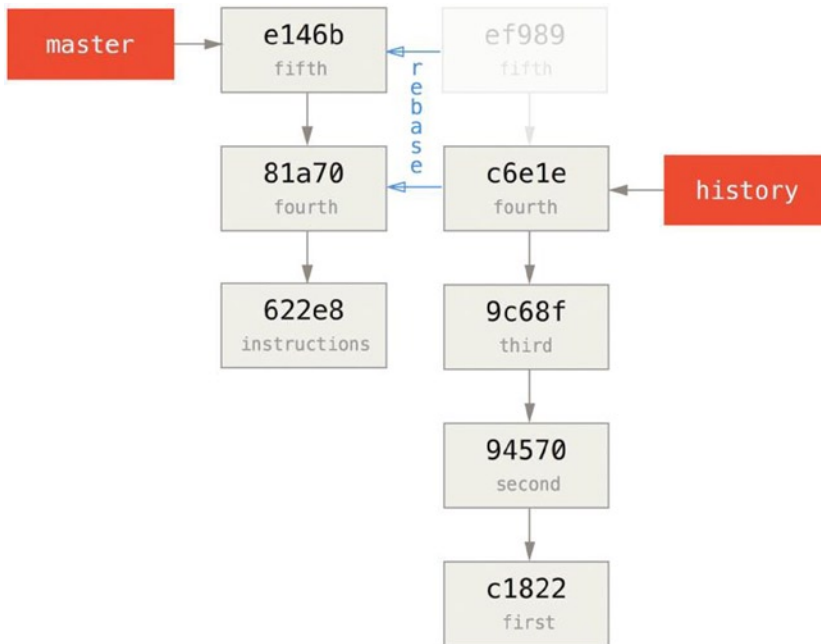 master
e146b
fifth
ef989
fifth
rebase
81a70
fourth
c6e1e
fourth
history
622e8
instructions
9c68f
third
94570
second
c1822
first